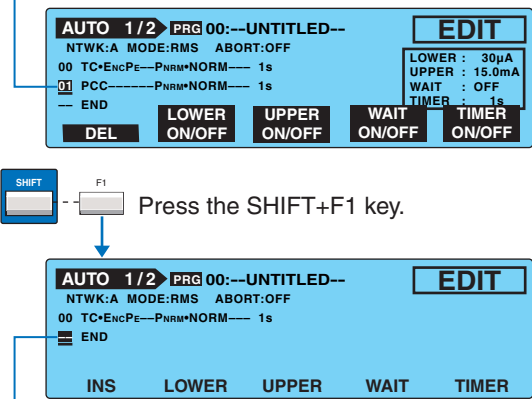 AUTO 1/2 PRG 00:--UNTITLED-- EDIT
NTWK:A MODE:RMS ABORT:OFF
00 TC•ENCPE––PNRM•NORM––– 1s
01 PCC––––––PNRM•NORM––– 1s
–– END
LOWER : 30µA
UPPER : 15.0mA
WAIT : OFF
TIMER : 1s
DEL LOWER ON/OFF UPPER ON/OFF WAIT ON/OFF TIMER ON/OFF
SHIFT F1 Press the SHIFT+F1 key.
AUTO 1/2 PRG 00:--UNTITLED-- EDIT
NTWK:A MODE:RMS ABORT:OFF
00 TC•ENCPE––PNRM•NORM––– 1s
–– END
INS LOWER UPPER WAIT TIMER